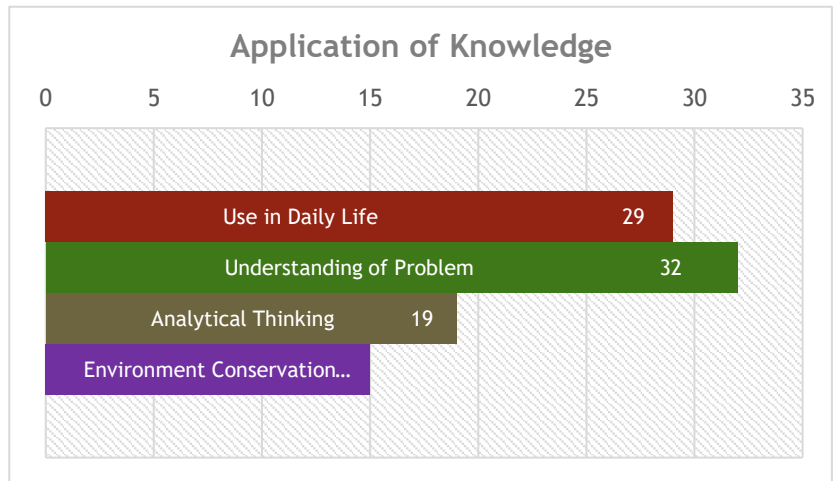 Application of Knowledge
0 5 10 15 20 25 30 35
Use in Daily Life 29
Understanding of Problem 32
Analytical Thinking 19
Environment Conservation…